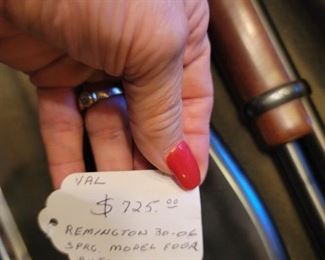 VAL
$ 725.00
REMINGTON 30-06
SPRG. MODEL FOUR